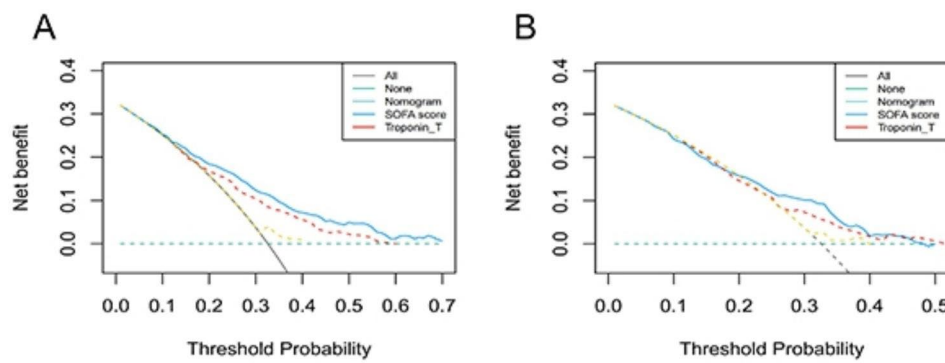 A
B
0.4
0.3
0.2
0.1
0.0
Net benefit
All
None
Nomogram
SOFA score
Troponin_T
0.0 0.1 0.2 0.3 0.4 0.5 0.6 0.7
Threshold Probability
0.4
0.3
0.2
0.1
0.0
Net benefit
All
None
Nomogram
SOFA score
Troponin_T
0.0 0.1 0.2 0.3 0.4 0.5
Threshold Probability